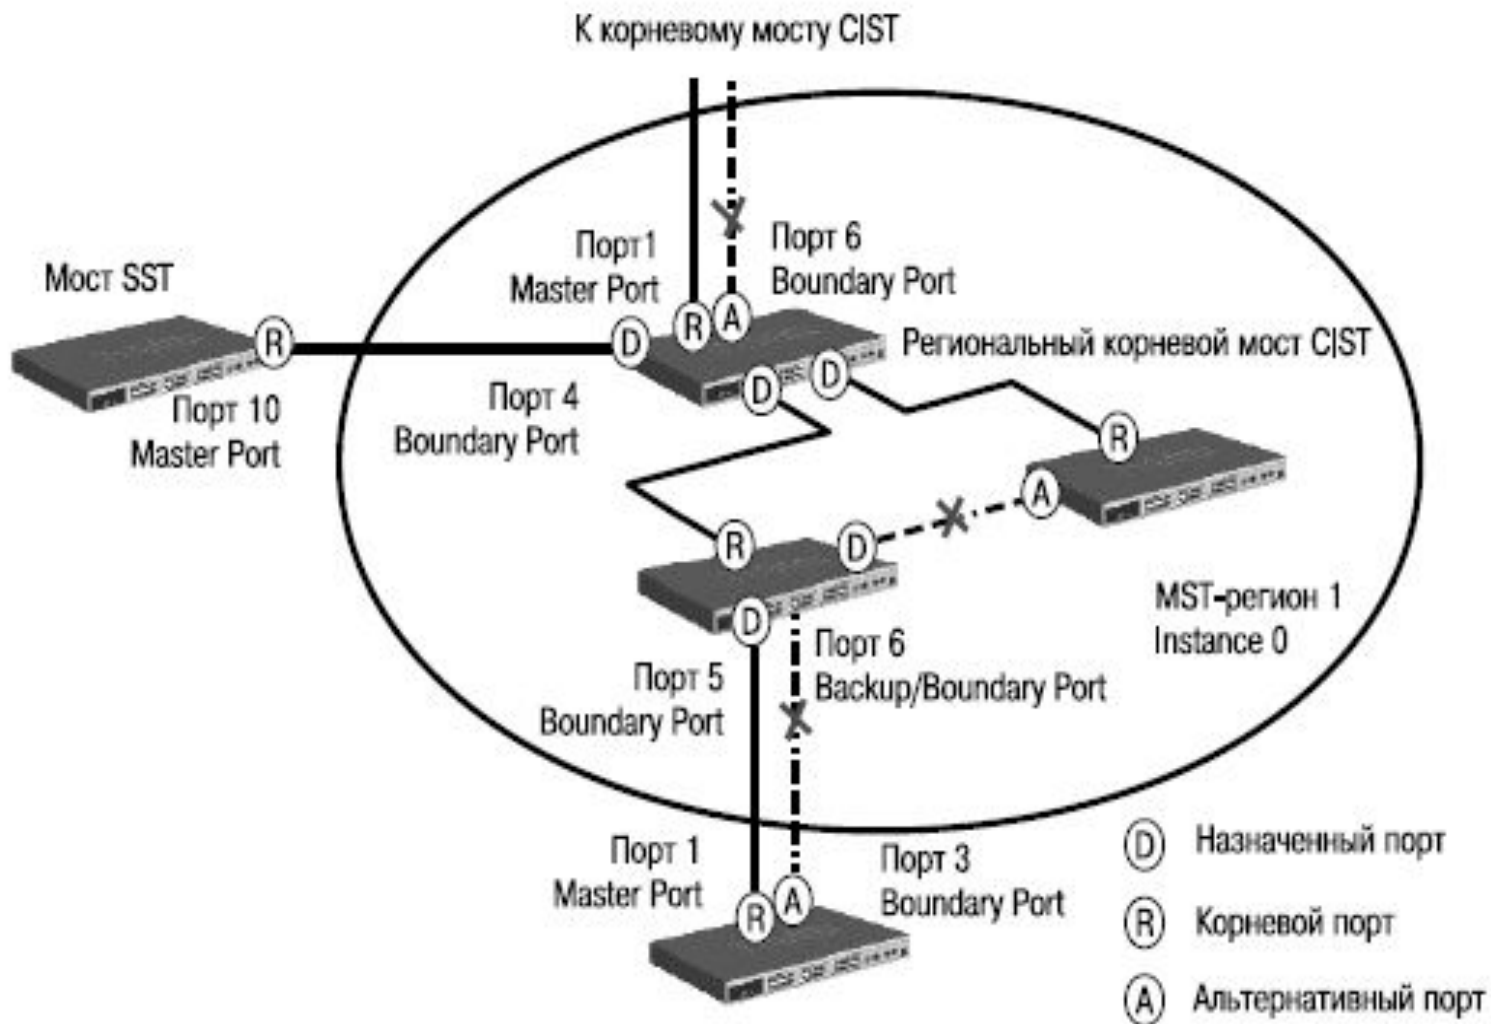 К корневому мосту CIST
Порт1
Master Port
Порт 6
Boundary Port
Мост SST
R
D
R
A
Региональный корневой мост CIST
Порт 10
Master Port
Порт 4
Boundary Port
D
D
R
A
R
D
D
MST-регион 1
Instance 0
Порт 5
Boundary Port
Порт 6
Backup/Boundary Port
Порт 1
Master Port
Порт 3
Boundary Port
R
A
D Назначенный порт
R Корневой порт
A Альтернативный порт